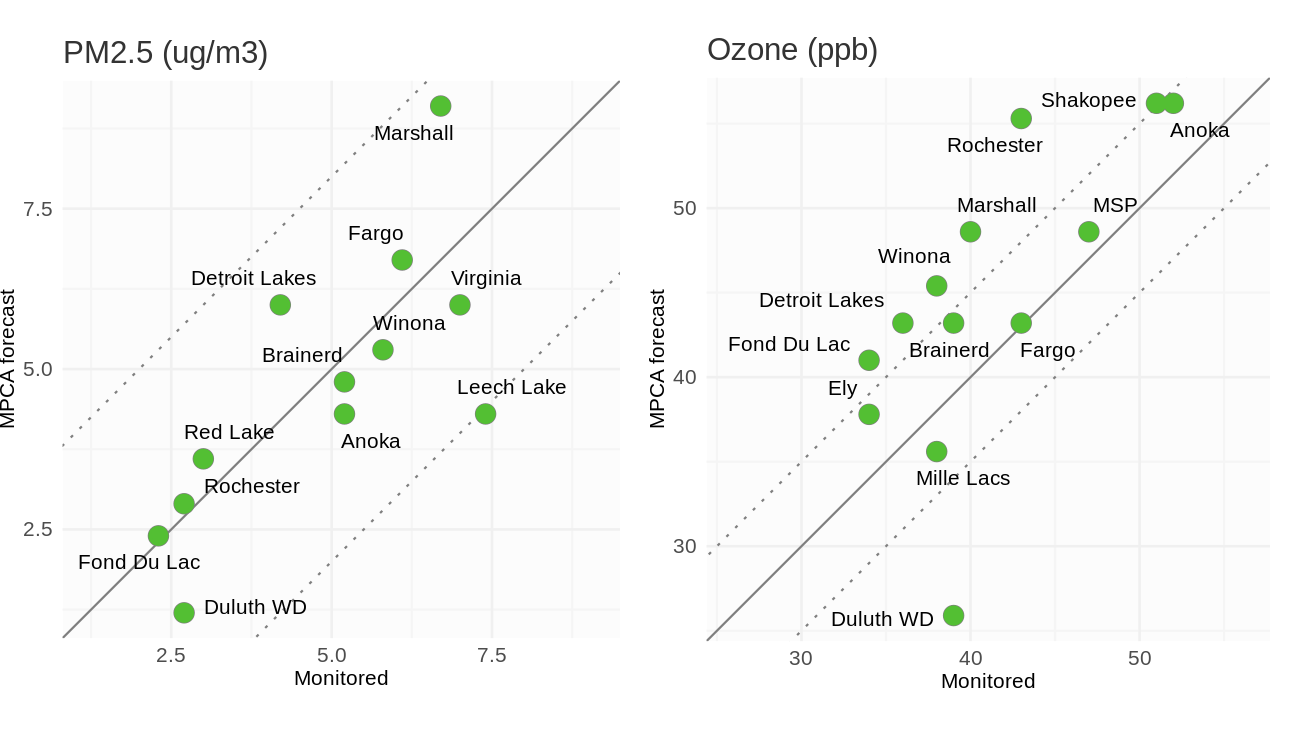 PM2.5 (ug/m3)
Marshall
7.5
Fargo
Detroit Lakes
Virginia
Winona
Brainerd
5.0
Leech Lake
Red Lake
Anoka
Rochester
2.5
Fond Du Lac
Duluth WD
2.5 5.0 7.5
Monitored
MPCA forecast
Ozone (ppb)
Shakopee
Anoka
Rochester
50
Marshall
MSP
Winona
Detroit Lakes
Fond Du Lac
Brainerd
Fargo
40
Ely
Mille Lacs
30
Duluth WD
30 40 50
Monitored
MPCA forecast